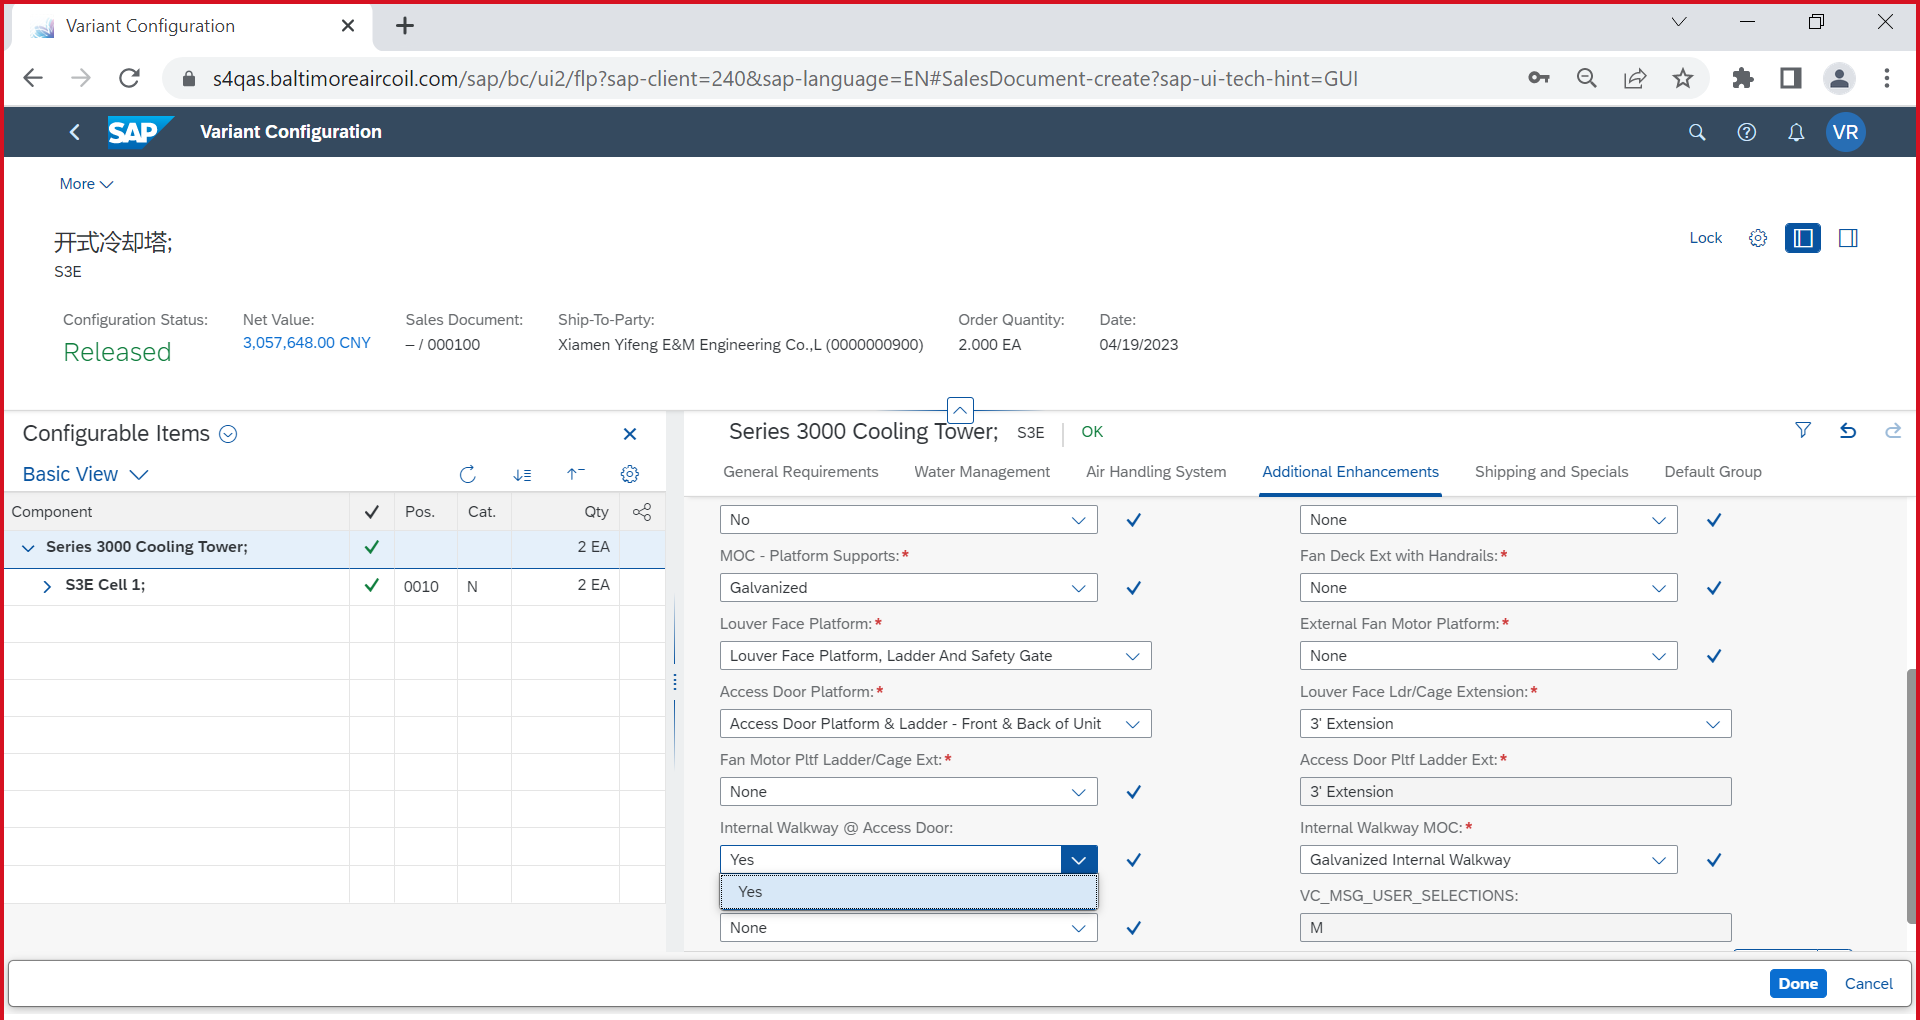 Variant Configuration
s4qas.baltimoreaircoil.com/sap/bc/ui2/flp?sap-client=240&sap-language=EN#SalesDocument-create?sap-ui-tech-hint=GUI
SAP Variant Configuration VR
More
开式冷却塔;
S3E
Lock
Configuration Status: Net Value: Sales Document: Ship-To-Party: Order Quantity: Date:
Released 3,057,648.00 CNY – / 000100 Xiamen Yifeng E&M Engineering Co.,L (0000000900) 2.000 EA 04/19/2023
Configurable Items
Basic View
Component Pos. Cat. Qty
Series 3000 Cooling Tower; 2 EA
S3E Cell 1; 0010 N 2 EA
Series 3000 Cooling Tower; S3E OK
General Requirements Water Management Air Handling System Additional Enhancements Shipping and Specials Default Group
No None
MOC - Platform Supports:* Fan Deck Ext with Handrails:*
Galvanized None
Louver Face Platform:* External Fan Motor Platform:*
Louver Face Platform, Ladder And Safety Gate None
Access Door Platform:* Louver Face Ldr/Cage Extension:*
Access Door Platform & Ladder - Front & Back of Unit 3' Extension
Fan Motor Pltf Ladder/Cage Ext:* Access Door Pltf Ladder Ext:*
None 3' Extension
Internal Walkway @ Access Door: Internal Walkway MOC:*
Yes Galvanized Internal Walkway
Yes VC_MSG_USER_SELECTIONS:
None M
Done Cancel